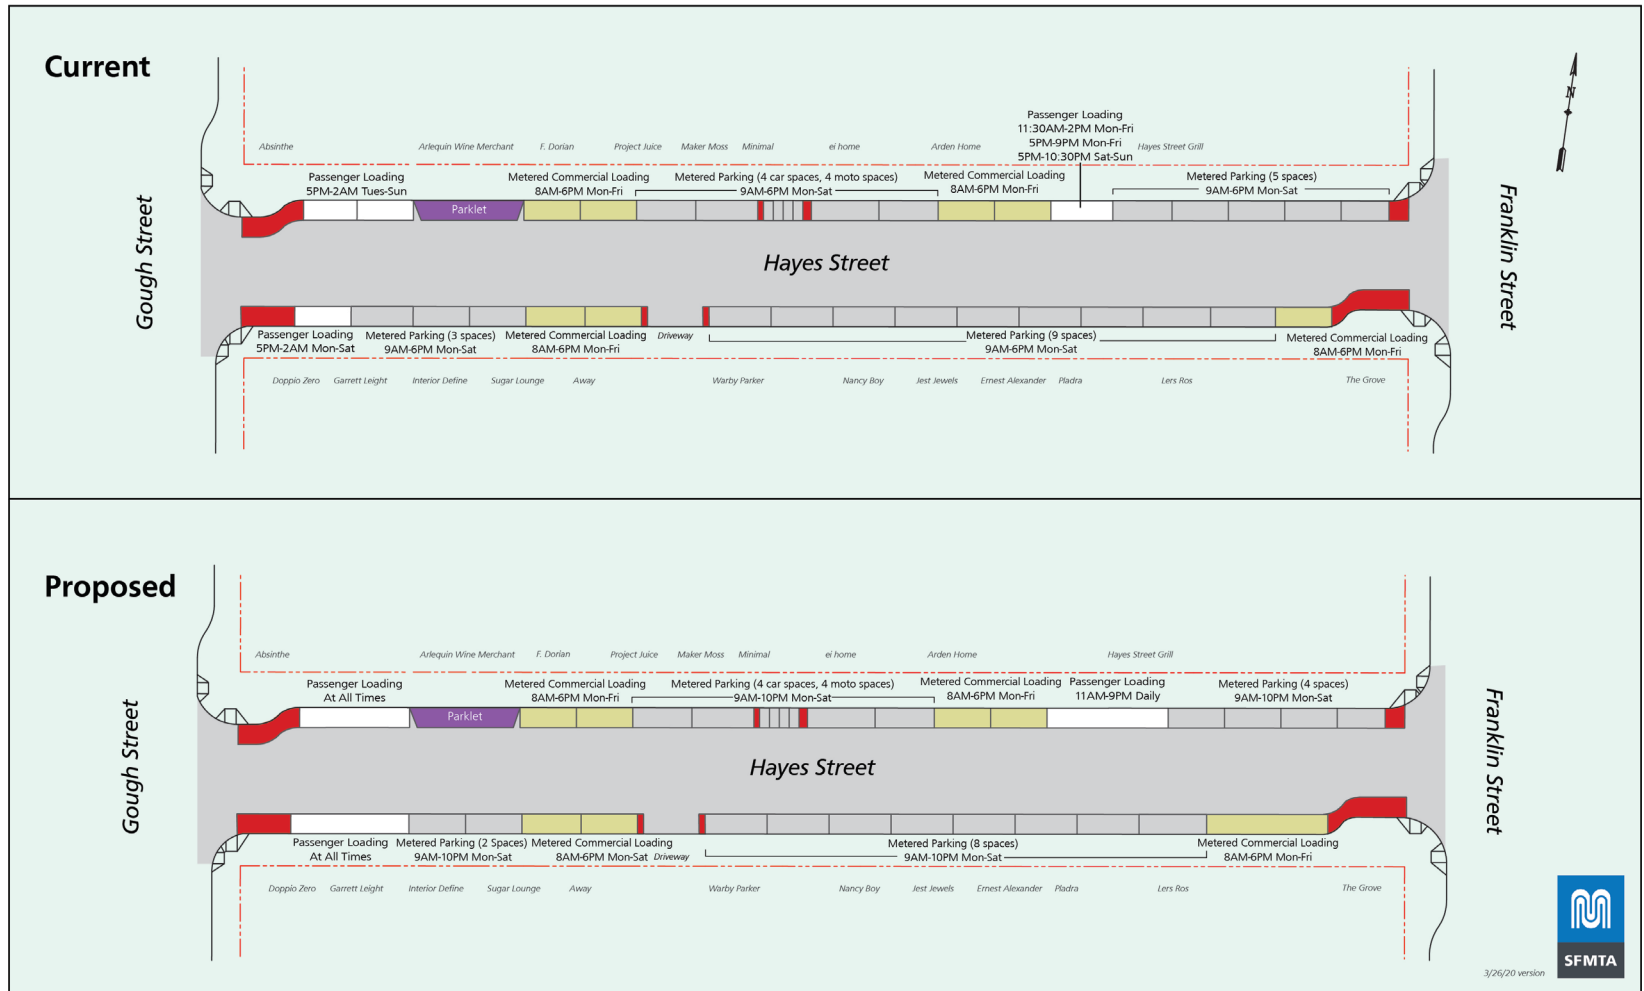 Current
N
Passenger Loading
11:30AM-2PM Mon-Fri
5PM-9PM Mon-Fri
5PM-10:30PM Sat-Sun
Absinthe
Arlequin Wine Merchant
F. Dorian
Project Juice
Maker Moss
Minimal
ei home
Arden Home
Hayes Street Grill
Passenger Loading
5PM-2AM Tues-Sun
Metered Commercial Loading
8AM-6PM Mon-Fri
Metered Parking (4 car spaces, 4 moto spaces)
9AM-6PM Mon-Sat
Metered Commercial Loading
8AM-6PM Mon-Fri
Metered Parking (5 spaces)
9AM-6PM Mon-Sat
Parklet
Gough Street
Hayes Street
Franklin Street
Passenger Loading
5PM-2AM Mon-Sat
Metered Parking (3 spaces)
9AM-6PM Mon-Sat
Metered Commercial Loading
8AM-6PM Mon-Fri
Driveway
Metered Parking (9 spaces)
9AM-6PM Mon-Sat
Metered Commercial Loading
8AM-6PM Mon-Fri
Doppio Zero
Garrett Leight
Interior Define
Sugar Lounge
Away
Warby Parker
Nancy Boy
Jest Jewels
Ernest Alexander
Pladra
Lers Ros
The Grove
Proposed
Absinthe
Arlequin Wine Merchant
F. Dorian
Project Juice
Maker Moss
Minimal
ei home
Arden Home
Hayes Street Grill
Passenger Loading
At All Times
Metered Commercial Loading
8AM-6PM Mon-Fri
Metered Parking (4 car spaces, 4 moto spaces)
9AM-10PM Mon-Sat
Metered Commercial Loading
8AM-6PM Mon-Fri
Passenger Loading
11AM-9PM Daily
Metered Parking (4 spaces)
9AM-10PM Mon-Sat
Parklet
Gough Street
Hayes Street
Franklin Street
Passenger Loading
At All Times
Metered Parking (2 Spaces)
9AM-10PM Mon-Sat
Metered Commercial Loading
8AM-6PM Mon-Sat
Driveway
Metered Parking (8 spaces)
9AM-10PM Mon-Sat
Metered Commercial Loading
8AM-6PM Mon-Fri
Doppio Zero
Garrett Leight
Interior Define
Sugar Lounge
Away
Warby Parker
Nancy Boy
Jest Jewels
Ernest Alexander
Pladra
Lers Ros
The Grove
SFMTA
3/26/20 version